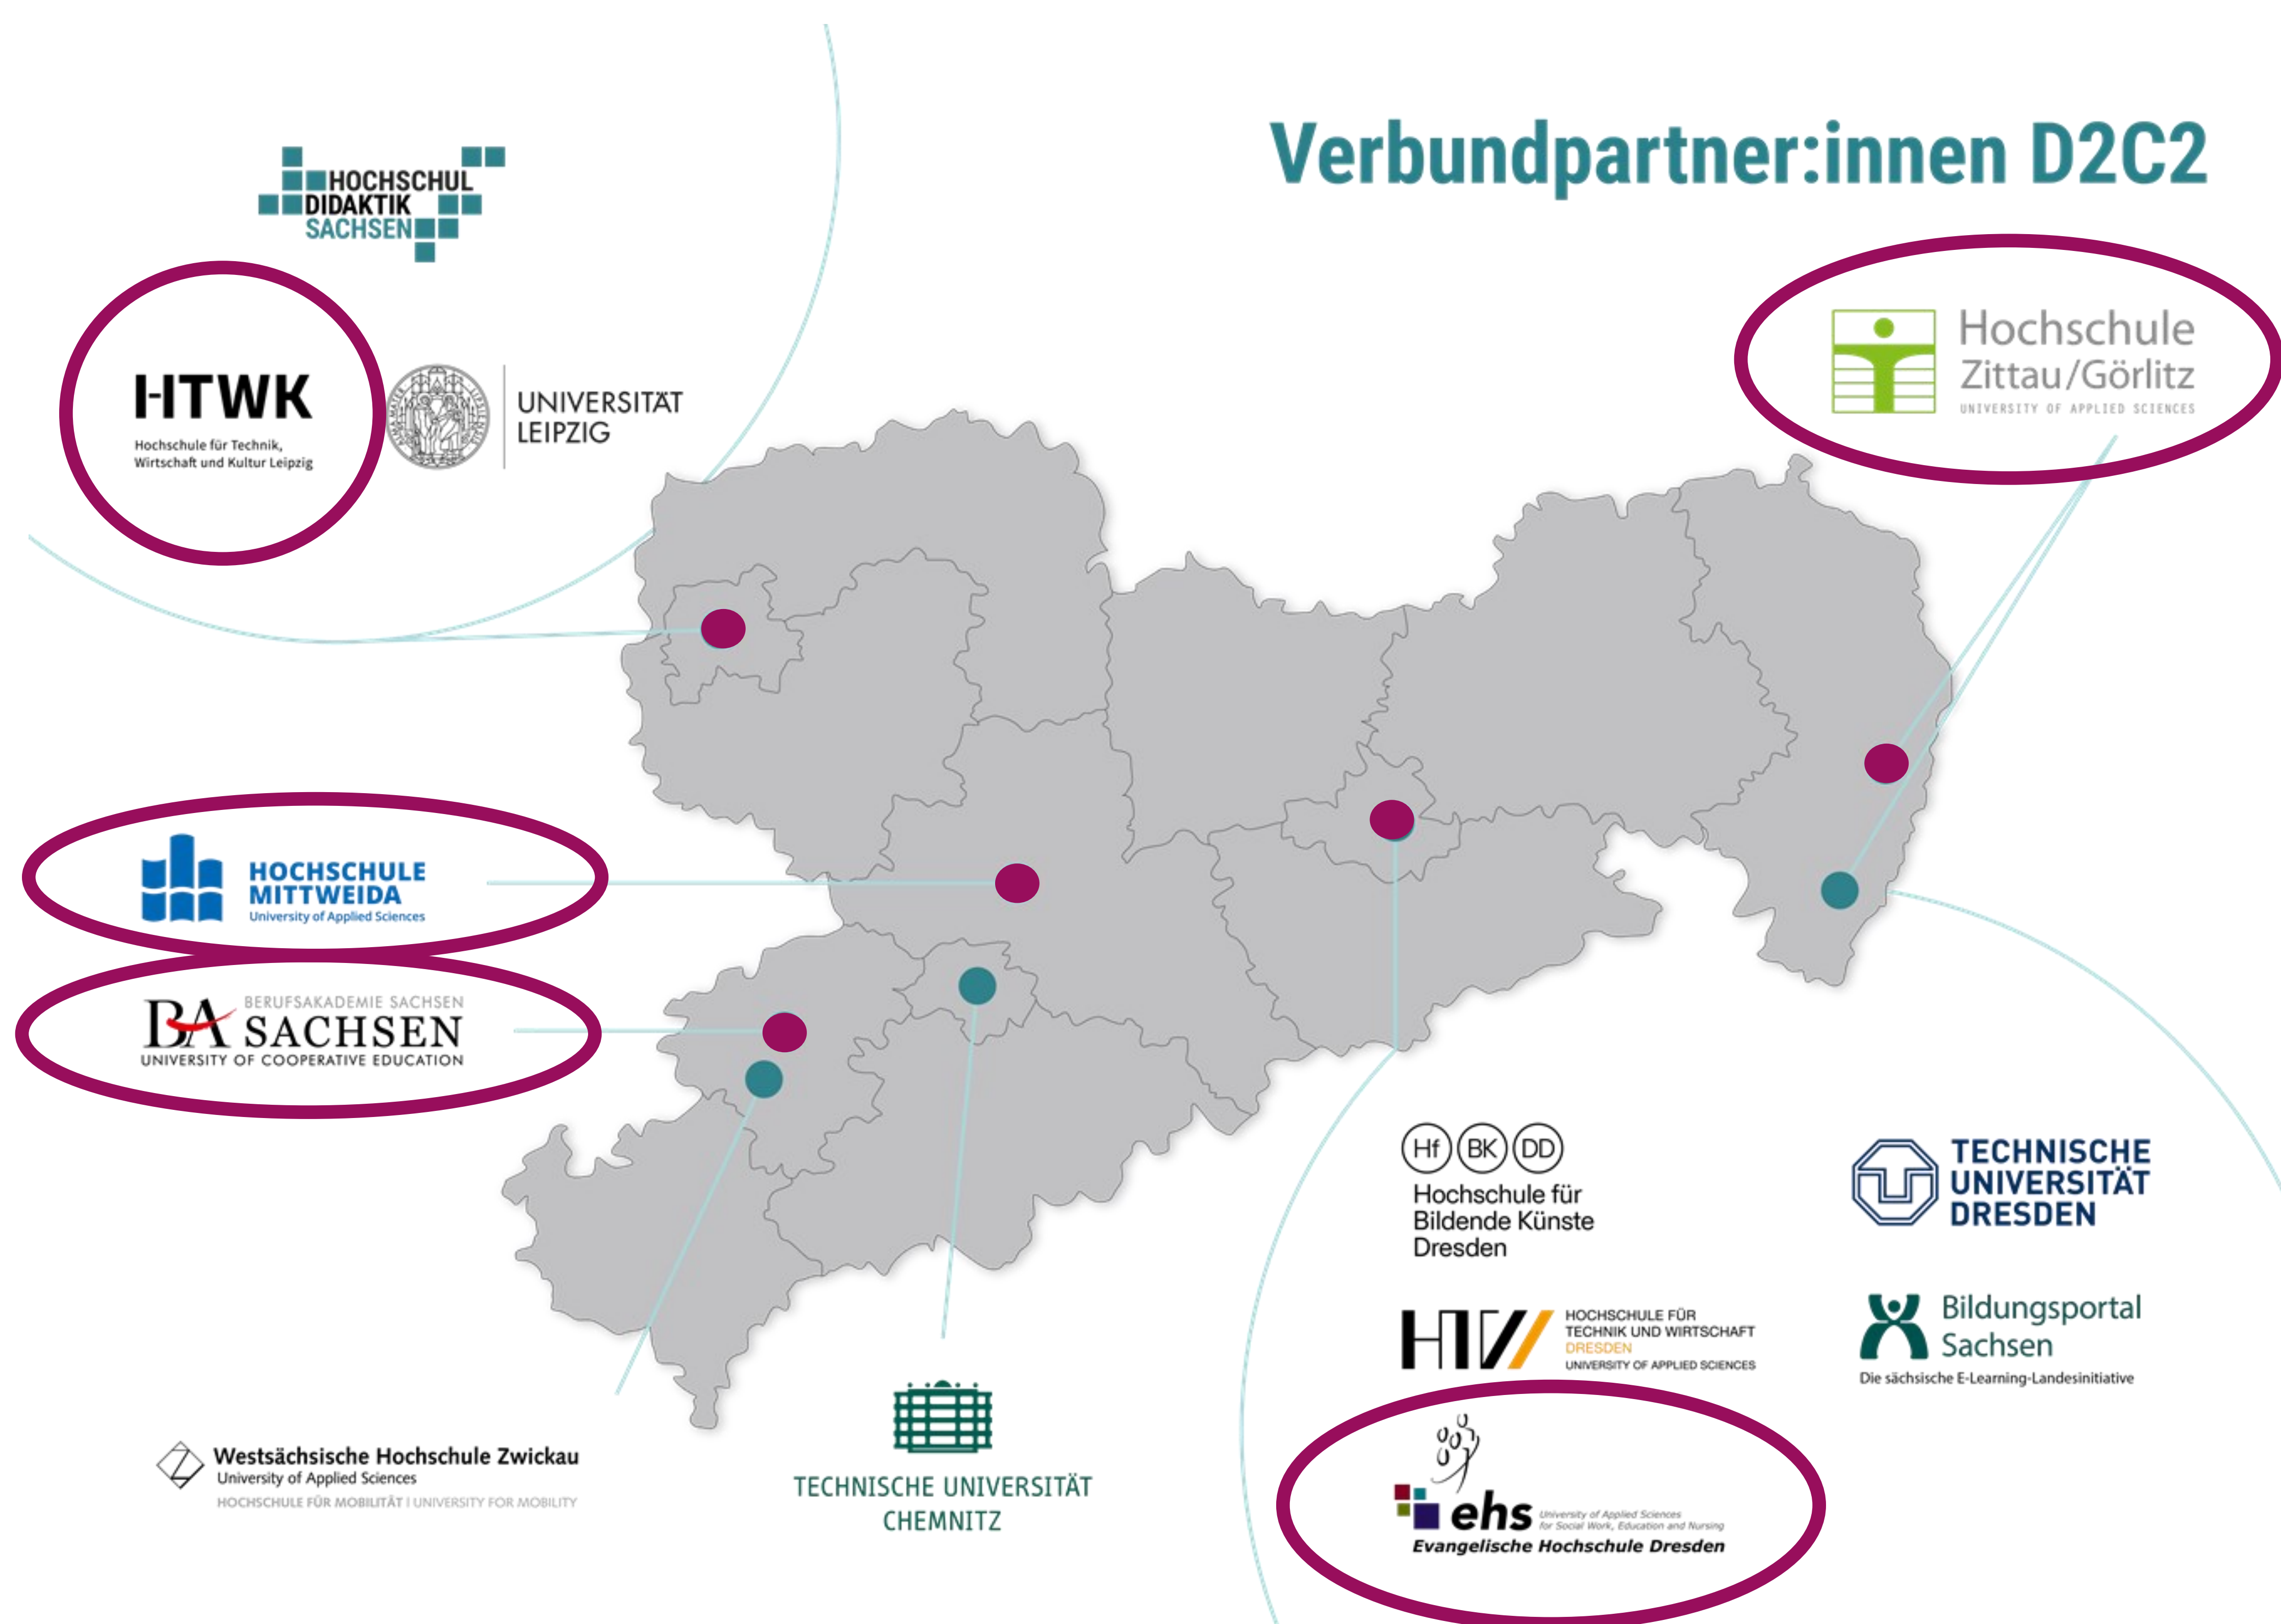 Verbundpartner:innen D2C2
HOCHSCHUL
DIDAKTIK
SACHSEN
HTWK
Hochschule für Technik,
Wirtschaft und Kultur Leipzig
UNIVERSITÄT
LEIPZIG
Hochschule
Zittau/Görlitz
UNIVERSITY OF APPLIED SCIENCES
HOCHSCHULE
MITTWEIDA
University of Applied Sciences
BA
BERUFSAKADEMIE SACHSEN
SACHSEN
UNIVERSITY OF COOPERATIVE EDUCATION
Westsächsische Hochschule Zwickau
University of Applied Sciences
HOCHSCHULE FÜR MOBILITÄT I UNIVERSITY FOR MOBILITY
TECHNISCHE UNIVERSITÄT
CHEMNITZ
Hf BK DD
Hochschule für
Bildende Künste
Dresden
TECHNISCHE
UNIVERSITÄT
DRESDEN
HTW
HOCHSCHULE FÜR
TECHNIK UND WIRTSCHAFT
DRESDEN
UNIVERSITY OF APPLIED SCIENCES
Bildungsportal
Sachsen
Die sächsische E-Learning-Landesinitiative
ehs
University of Applied Sciences
for Social Work, Education and Nursing
Evangelische Hochschule Dresden